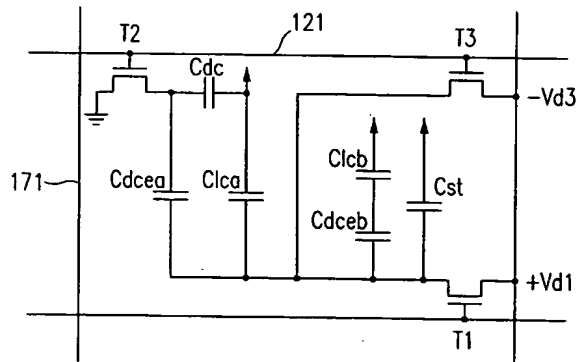 T2
121
T3
Cdc
-Vd3
Clcb
171
Cdcea
Clca
Cst
Cdceb
+Vd1
T1